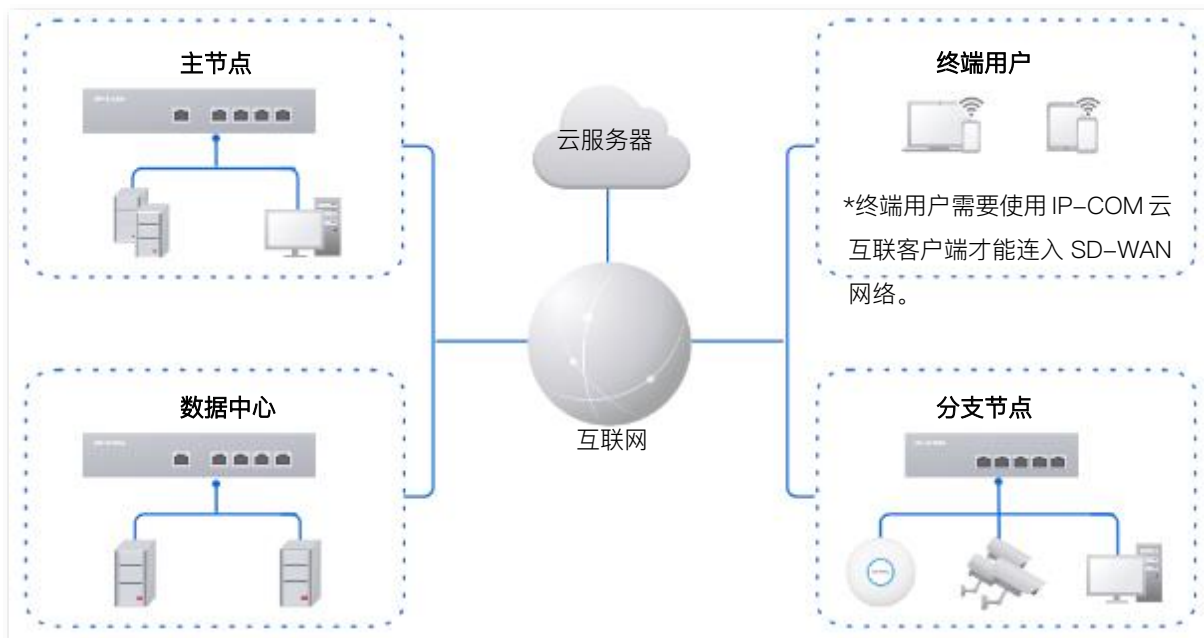 主节点
终端用户
云服务器
*终端用户需要使用 IP-COM 云
互联客户端才能连入 SD-WAN
网络。
数据中心
分支节点
互联网